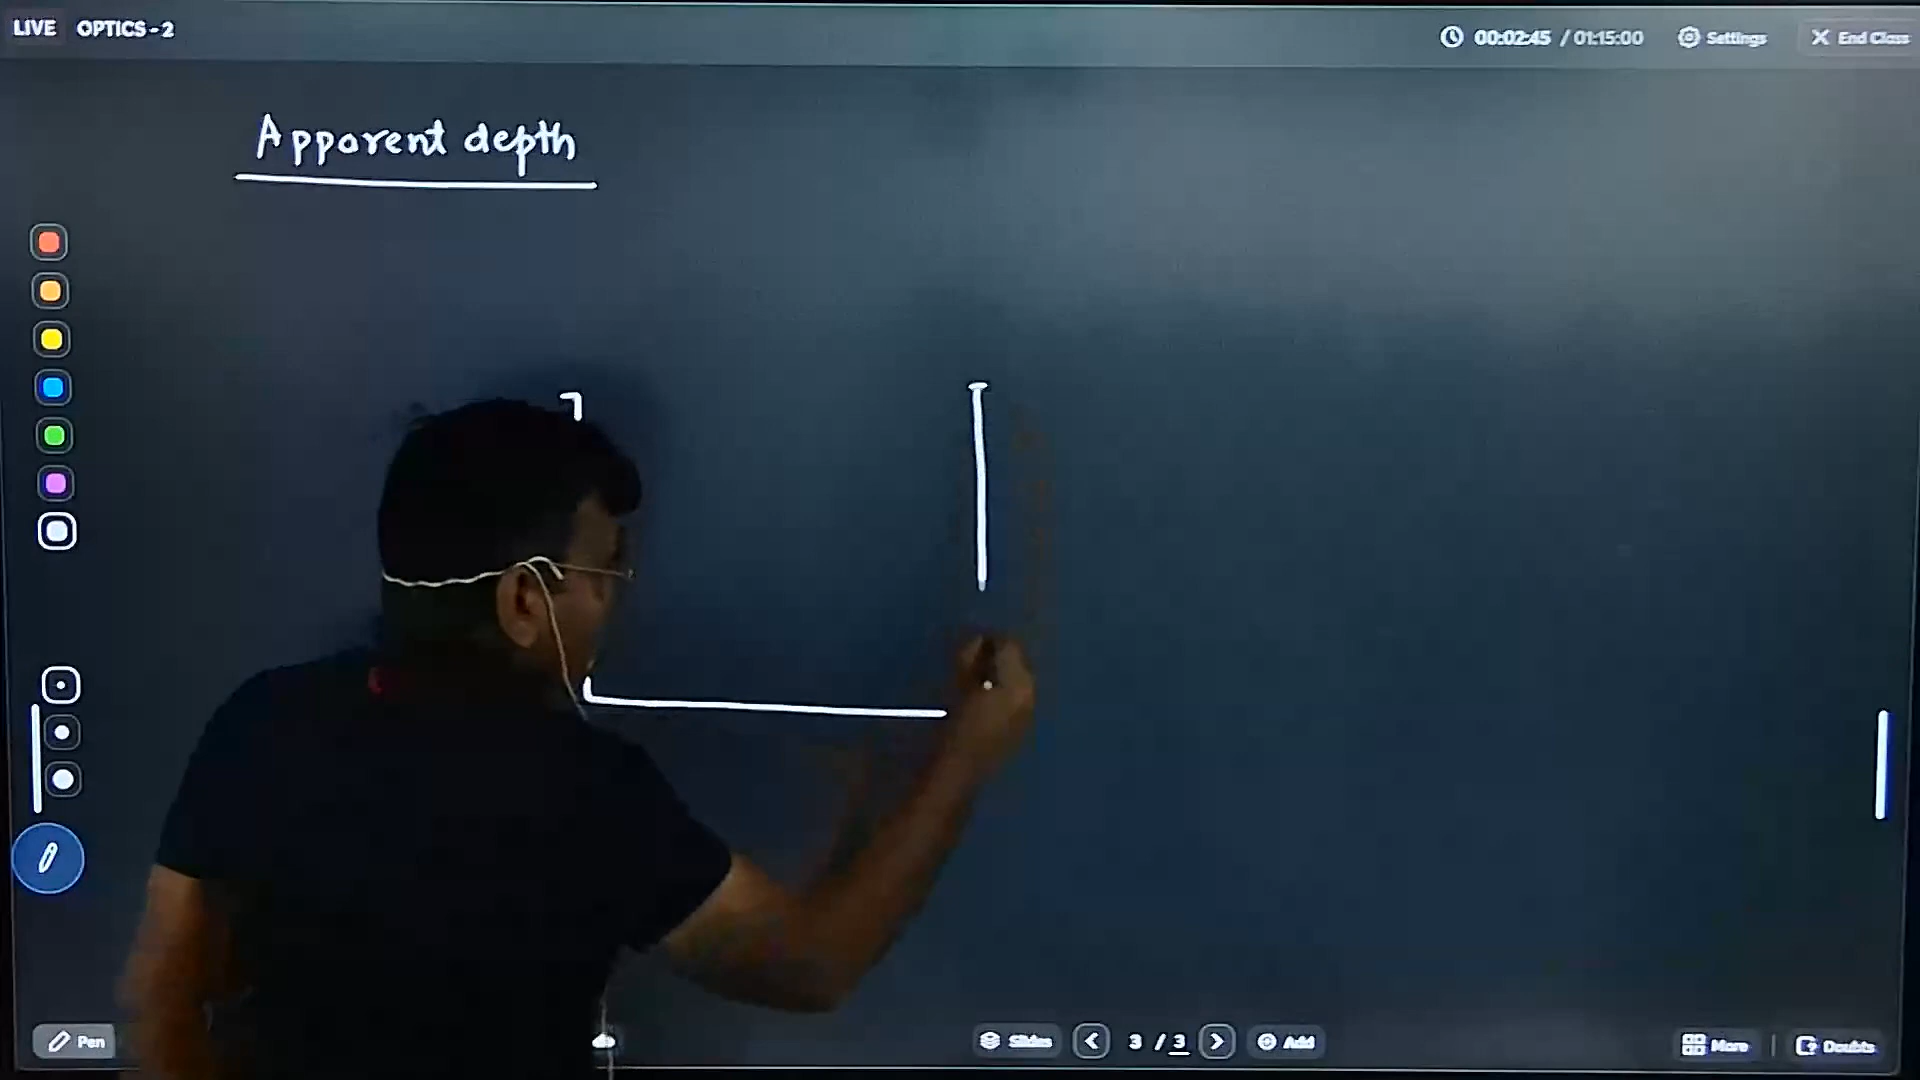 LIVE OPTICS - 2 00:02:45 / 01:15:00 Settings End Class
Apparent depth
Pen Slides 3 / 3 Add More Doubts